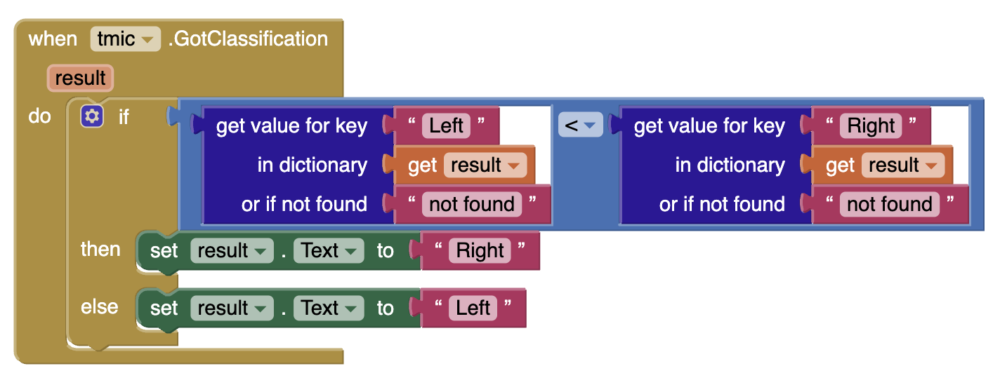 when tmic .GotClassification
result
do if get value for key “ Left ” < get value for key “ Right ”
in dictionary get result in dictionary get result
or if not found “ not found ” or if not found “ not found ”
then set result . Text to “ Right ”
else set result . Text to “ Left ”